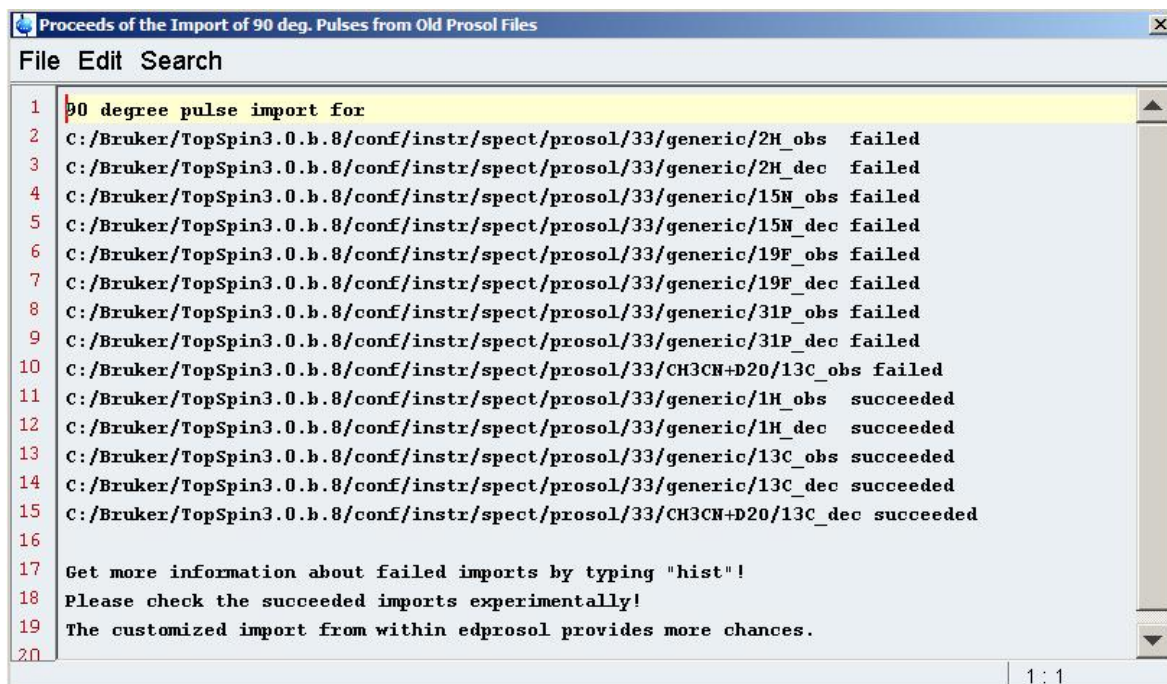 Proceeds of the Import of 90 deg. Pulses from Old Prosol Files
File Edit Search
1 90 degree pulse import for
2 C:/Bruker/TopSpin3.0.b.8/conf/instr/spect/prosol/33/generic/2H_obs failed
3 C:/Bruker/TopSpin3.0.b.8/conf/instr/spect/prosol/33/generic/2H_dec failed
4 C:/Bruker/TopSpin3.0.b.8/conf/instr/spect/prosol/33/generic/15N_obs failed
5 C:/Bruker/TopSpin3.0.b.8/conf/instr/spect/prosol/33/generic/15N_dec failed
6 C:/Bruker/TopSpin3.0.b.8/conf/instr/spect/prosol/33/generic/19F_obs failed
7 C:/Bruker/TopSpin3.0.b.8/conf/instr/spect/prosol/33/generic/19F_dec failed
8 C:/Bruker/TopSpin3.0.b.8/conf/instr/spect/prosol/33/generic/31P_obs failed
9 C:/Bruker/TopSpin3.0.b.8/conf/instr/spect/prosol/33/generic/31P_dec failed
10 C:/Bruker/TopSpin3.0.b.8/conf/instr/spect/prosol/33/CH3CN+D20/13C_obs failed
11 C:/Bruker/TopSpin3.0.b.8/conf/instr/spect/prosol/33/generic/1H_obs succeeded
12 C:/Bruker/TopSpin3.0.b.8/conf/instr/spect/prosol/33/generic/1H_dec succeeded
13 C:/Bruker/TopSpin3.0.b.8/conf/instr/spect/prosol/33/generic/13C_obs succeeded
14 C:/Bruker/TopSpin3.0.b.8/conf/instr/spect/prosol/33/generic/13C_dec succeeded
15 C:/Bruker/TopSpin3.0.b.8/conf/instr/spect/prosol/33/CH3CN+D20/13C_dec succeeded
16
17 Get more information about failed imports by typing "hist"!
18 Please check the succeeded imports experimentally!
19 The customized import from within edprosol provides more chances.
20
1 : 1